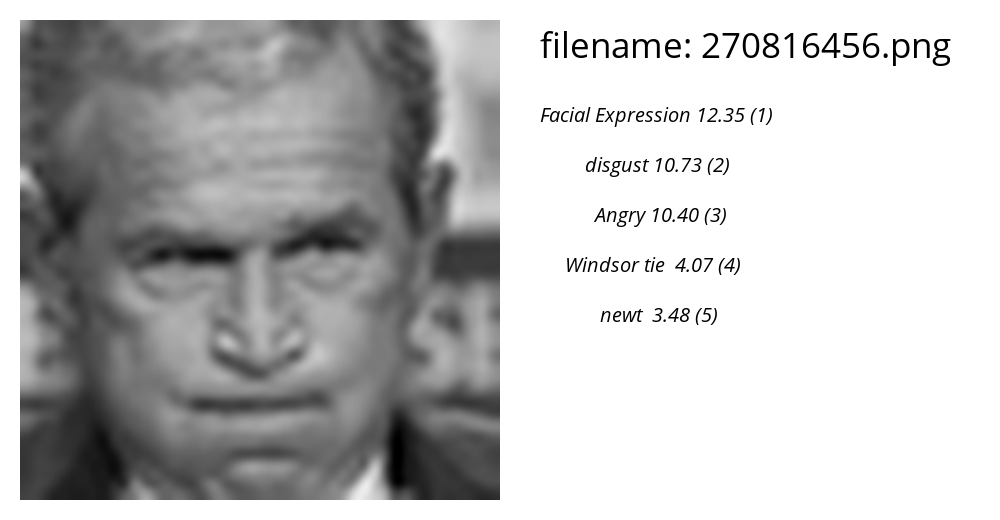 filename: 270816456.png
Facial Expression 12.35 (1)
disgust 10.73 (2)
Angry 10.40 (3)
Windsor tie 4.07 (4)
newt 3.48 (5)